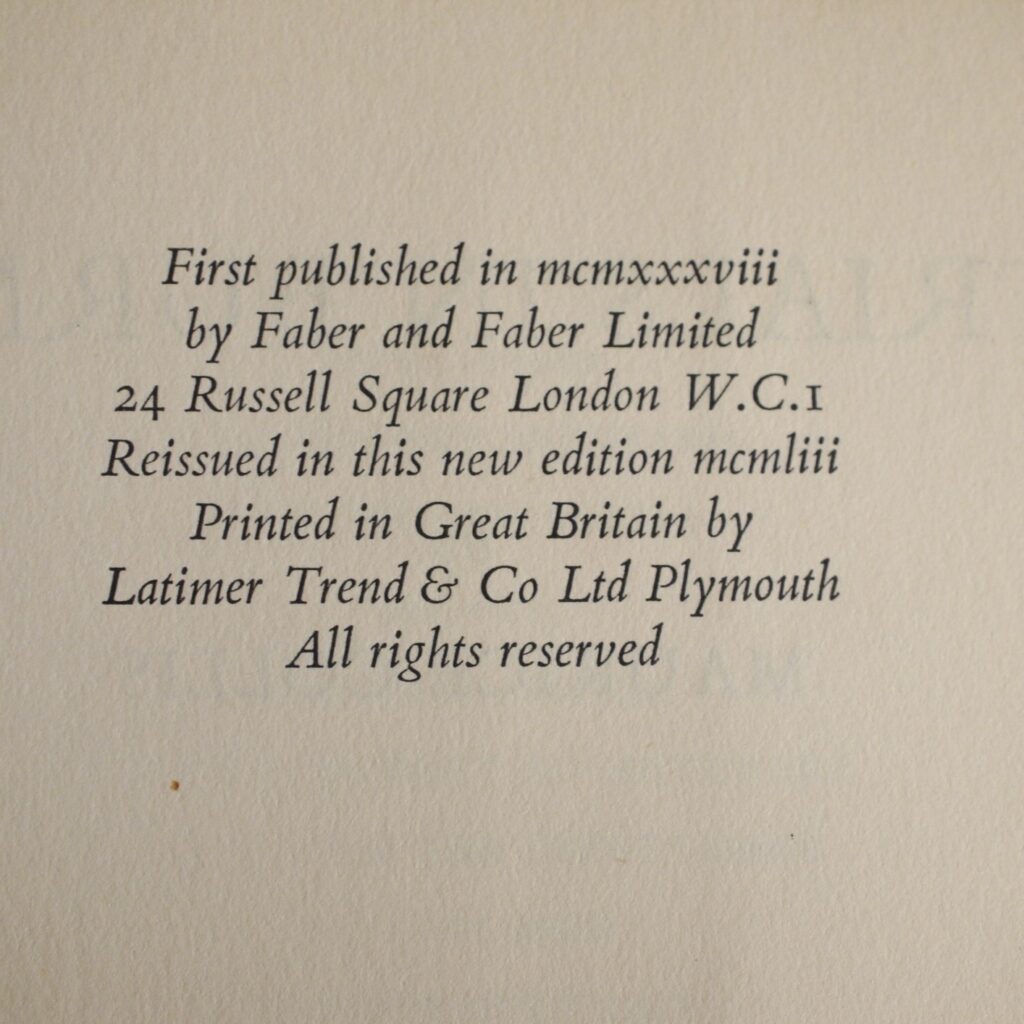 First published in mcmxxxviii
by Faber and Faber Limited
24 Russell Square London W.C.1
Reissued in this new edition mcmliii
Printed in Great Britain by
Latimer Trend & Co Ltd Plymouth
All rights reserved